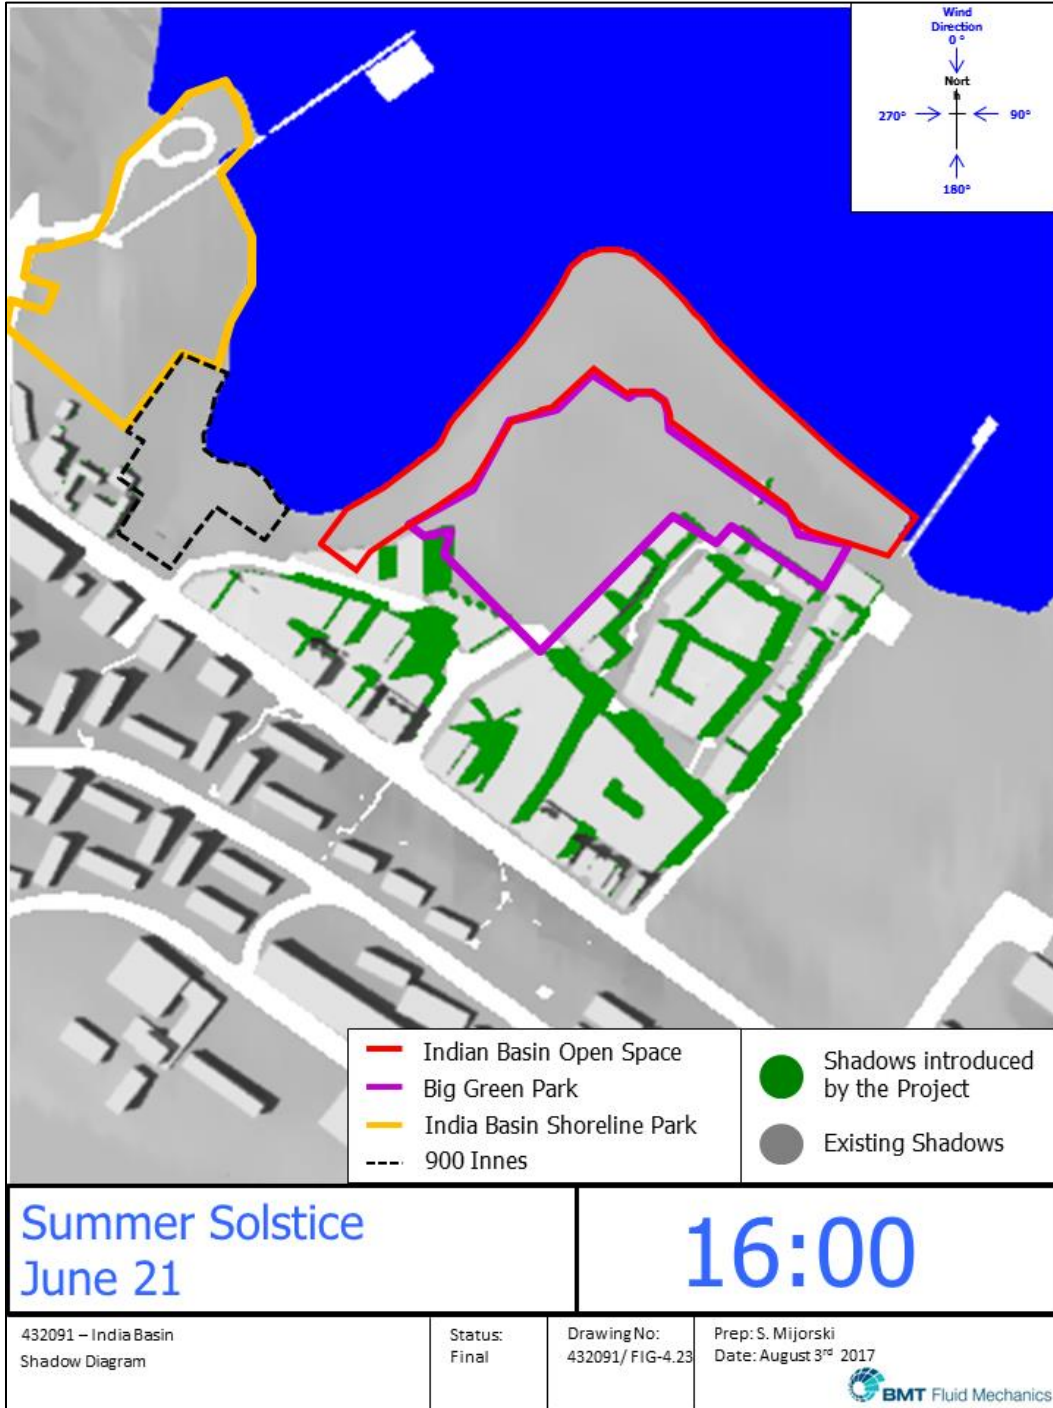 Wind
Direction
0 °
Nort
h
270°
90°
180°
Indian Basin Open Space
Big Green Park
India Basin Shoreline Park
900 Innes
Shadows introduced
by the Project
Existing Shadows
Summer Solstice
June 21
16:00
432091 – India Basin
Shadow Diagram
Status:
Final
Drawing No:
432091/ FIG-4.23
Prep: S. Mijorski
Date: August 3rd 2017
BMT Fluid Mechanics